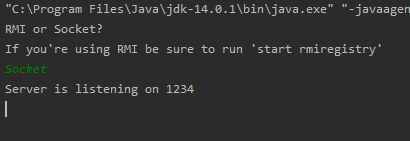 "C:\Program Files\Java\jdk-14.0.1\bin\java.exe" "-javaagen
RMI or Socket?
If you're using RMI be sure to run 'start rmiregistry'
Socket
Server is listening on 1234